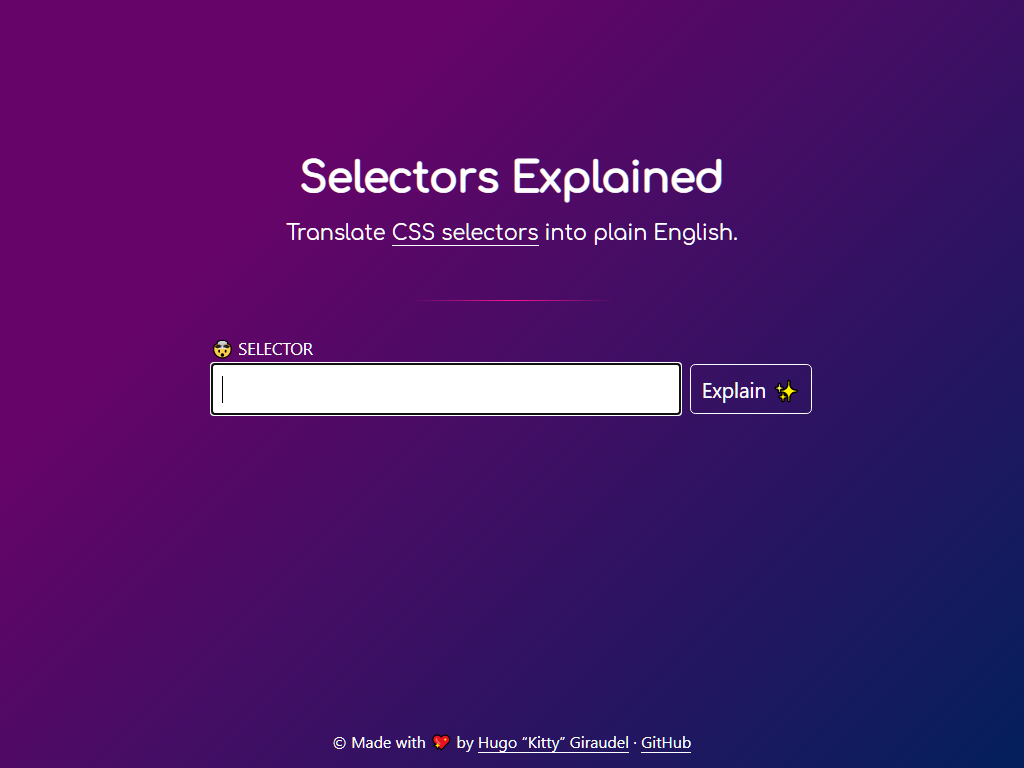 Selectors Explained
Translate CSS selectors into plain English.
🤯 SELECTOR
Explain ✨
© Made with 💖 by Hugo “Kitty” Giraudel · GitHub